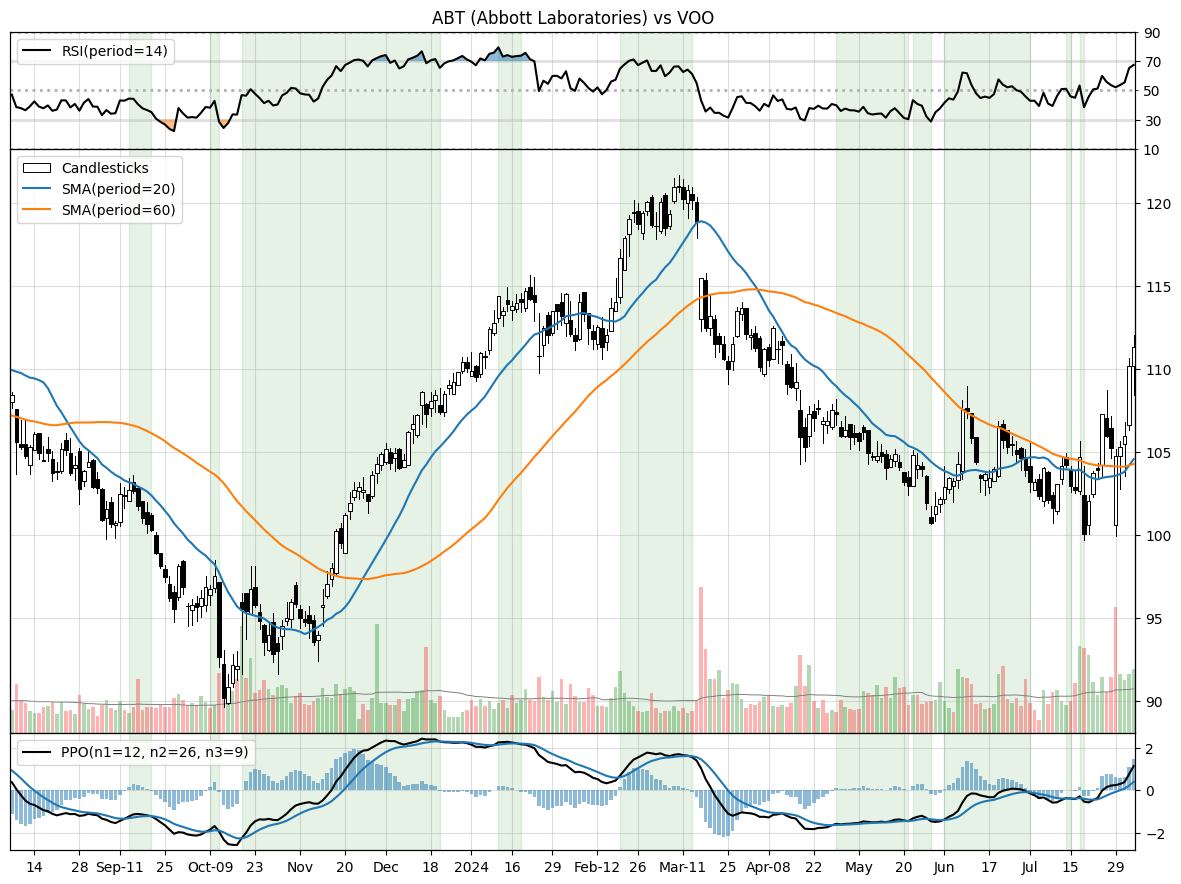 ABT (Abbott Laboratories) vs VOO
RSI(period=14)
90
70
50
30
10
Candlesticks
SMA(period=20)
SMA(period=60)
120
115
110
105
100
95
90
PPO(n1=12, n2=26, n3=9)
2
0
−2
14 28 Sep-11 25 Oct-09 23 Nov 20 Dec 18 2024 16 29 Feb-12 26 Mar-11 25 Apr-08 22 May 20 Jun 17 Jul 15 29